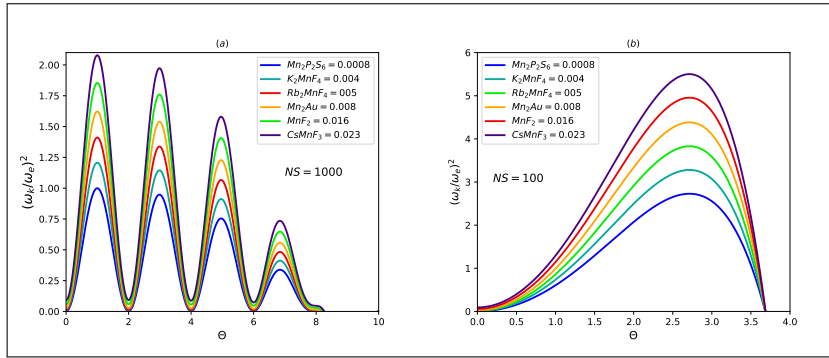 (a)
2.00
1.75
1.50
1.25
1.00
0.75
0.50
0.25
0.00
(ω_k/ω_e)^2
0 2 4 6 8 10
Θ
Mn_2P_2S_6 = 0.0008
K_2MnF_4 = 0.004
Rb_2MnF_4 = 005
Mn_2Au = 0.008
MnF_2 = 0.016
CsMnF_3 = 0.023
NS = 1000
(b)
6
5
4
3
2
1
0
(ω_k/ω_e)^2
0.0 0.5 1.0 1.5 2.0 2.5 3.0 3.5 4.0
Θ
Mn_2P_2S_6 = 0.0008
K_2MnF_4 = 0.004
Rb_2MnF_4 = 005
Mn_2Au = 0.008
MnF_2 = 0.016
CsMnF_3 = 0.023
NS = 100